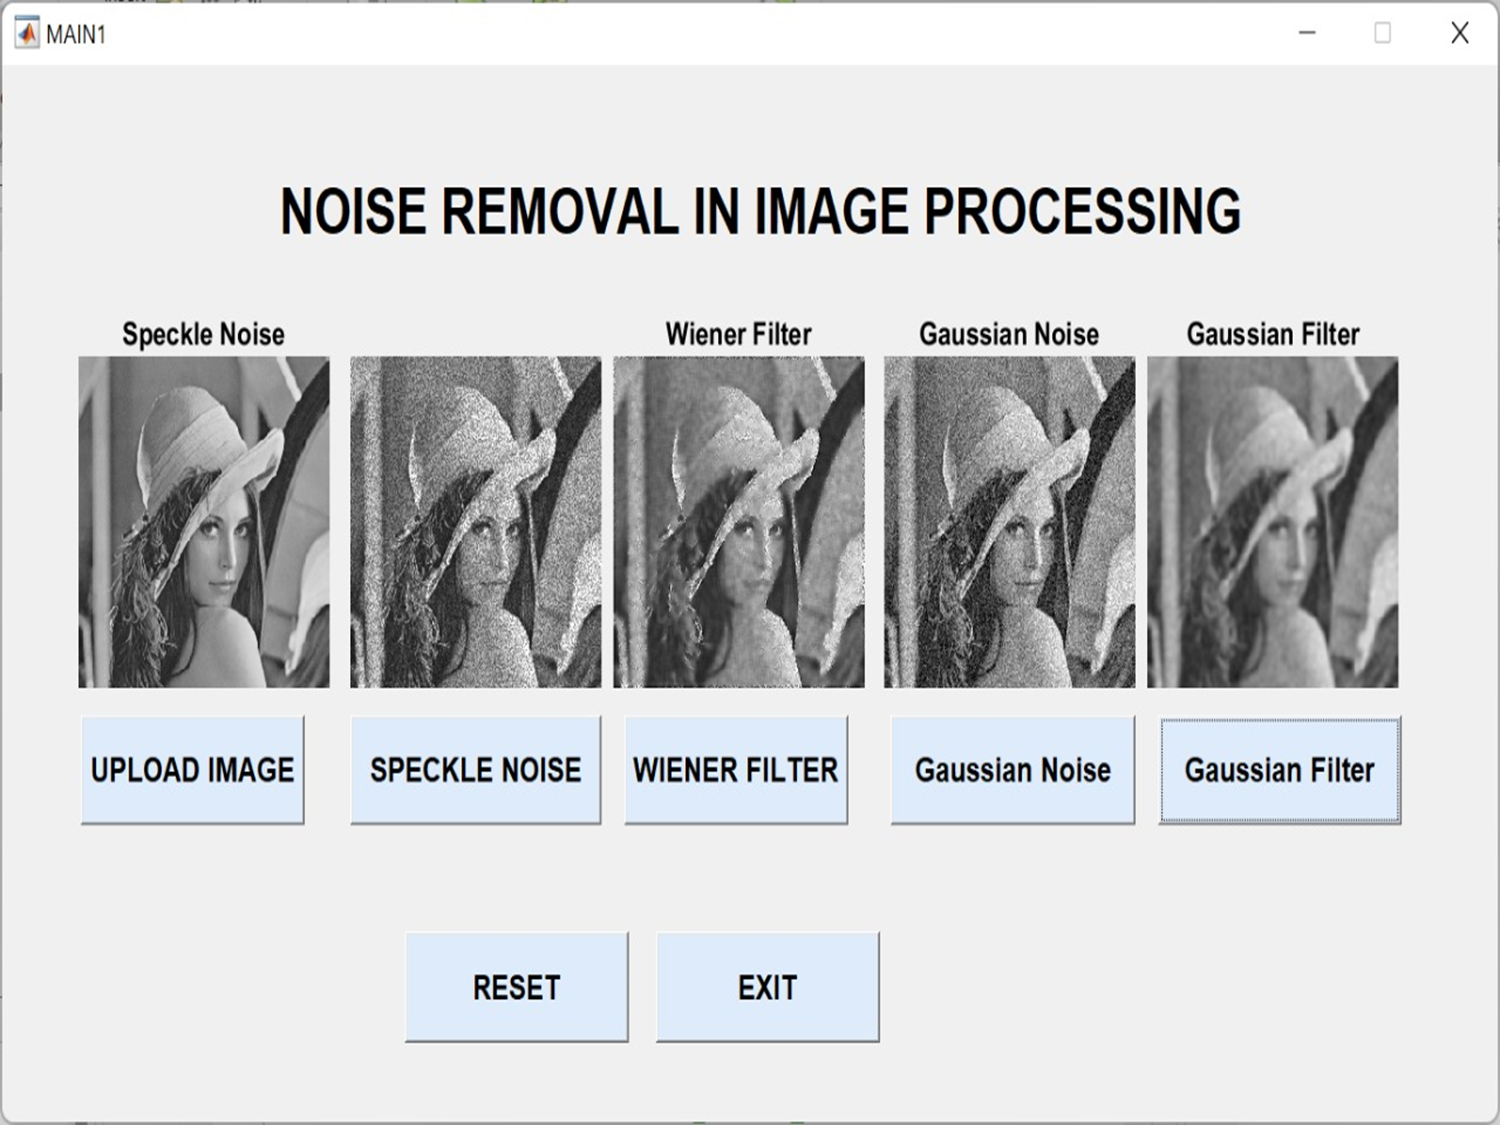 MAIN1
NOISE REMOVAL IN IMAGE PROCESSING
Speckle Noise
Wiener Filter
Gaussian Noise
Gaussian Filter
UPLOAD IMAGE
SPECKLE NOISE
WIENER FILTER
Gaussian Noise
Gaussian Filter
RESET
EXIT